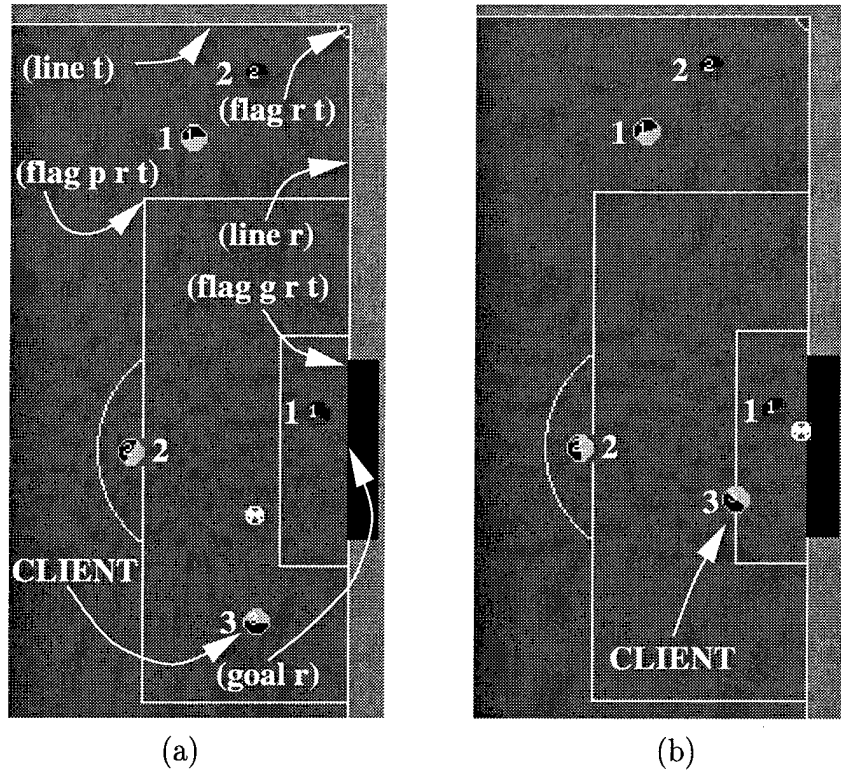 (line t)
2
(flag r t)
1
(flag p r t)
(line r)
(flag g r t)
1
2
CLIENT
3
(goal r)
(a)
2
1
1
2
3
CLIENT
(b)